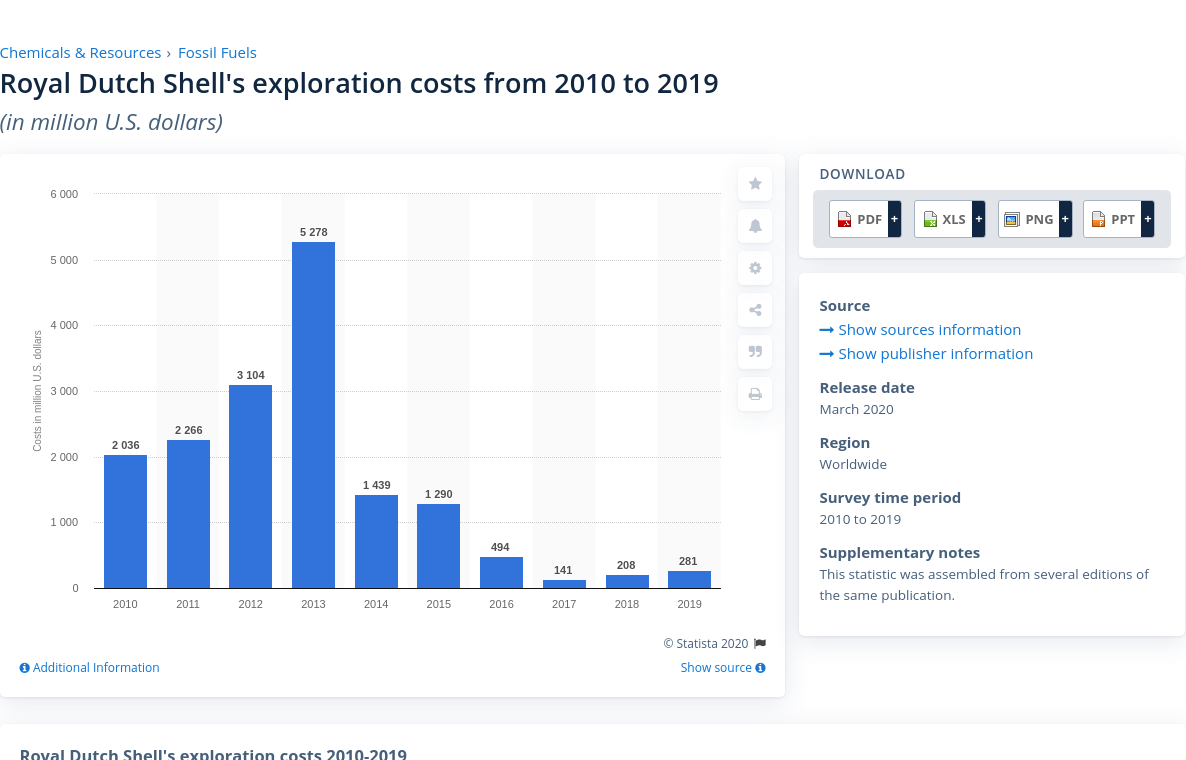 Chemicals & Resources › Fossil Fuels
Royal Dutch Shell's exploration costs from 2010 to 2019
(in million U.S. dollars)
Costs in million U.S. dollars
6 000
5 000
4 000
3 000
2 000
1 000
0
2 036
2 266
3 104
5 278
1 439
1 290
494
141
208
281
2010
2011
2012
2013
2014
2015
2016
2017
2018
2019
© Statista 2020
Additional Information
Show source
DOWNLOAD
PDF + XLS + PNG + PPT +
Source
Show sources information
Show publisher information
Release date
March 2020
Region
Worldwide
Survey time period
2010 to 2019
Supplementary notes
This statistic was assembled from several editions of
the same publication.
Royal Dutch Shell's exploration costs 2010-2019